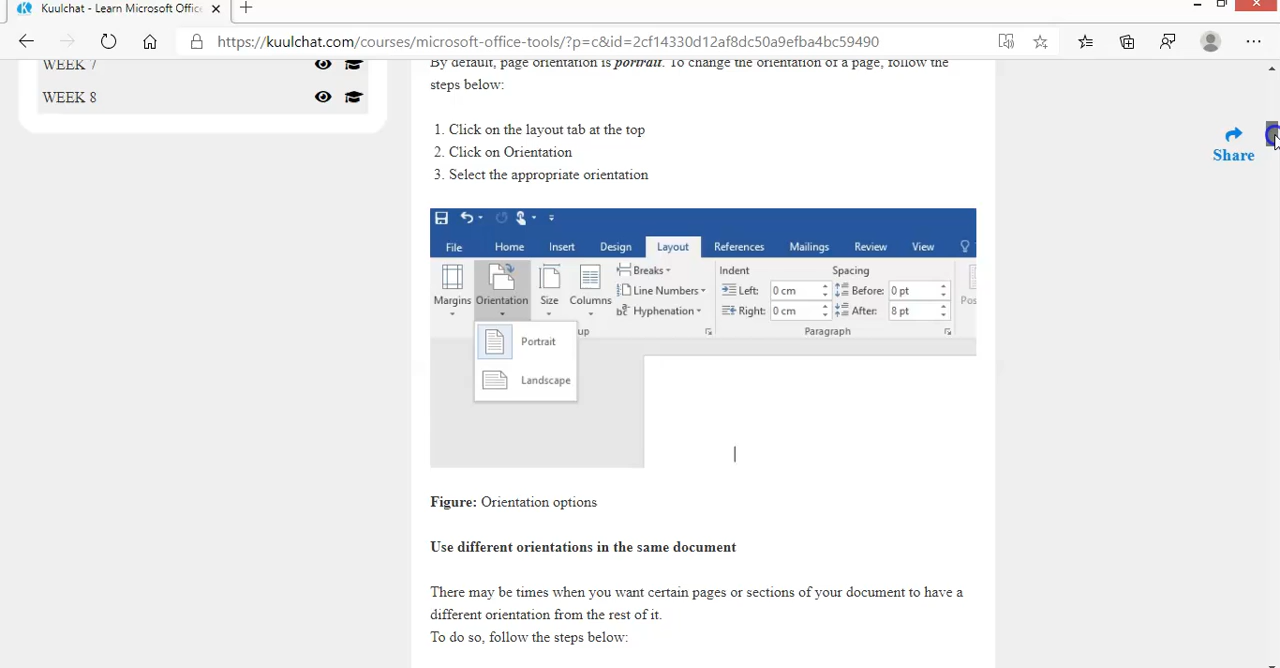 Kuulchat - Learn Microsoft Offic
https://kuulchat.com/courses/microsoft-office-tools/?p=c&id=2cf14330d12af8dc50a9efba4bc59490
WEEK 7
WEEK 8
By default, page orientation is portrait. To change the orientation of a page, follow the
steps below:
1. Click on the layout tab at the top
2. Click on Orientation
3. Select the appropriate orientation
Share
File Home Insert Design Layout References Mailings Review View
Margins Orientation Size Columns
Breaks
Line Numbers
Hyphenation
Indent Spacing
Left: 0 cm Before: 0 pt
Right: 0 cm After: 8 pt
Paragraph
Portrait
Landscape
Figure: Orientation options
Use different orientations in the same document
There may be times when you want certain pages or sections of your document to have a
different orientation from the rest of it.
To do so, follow the steps below: